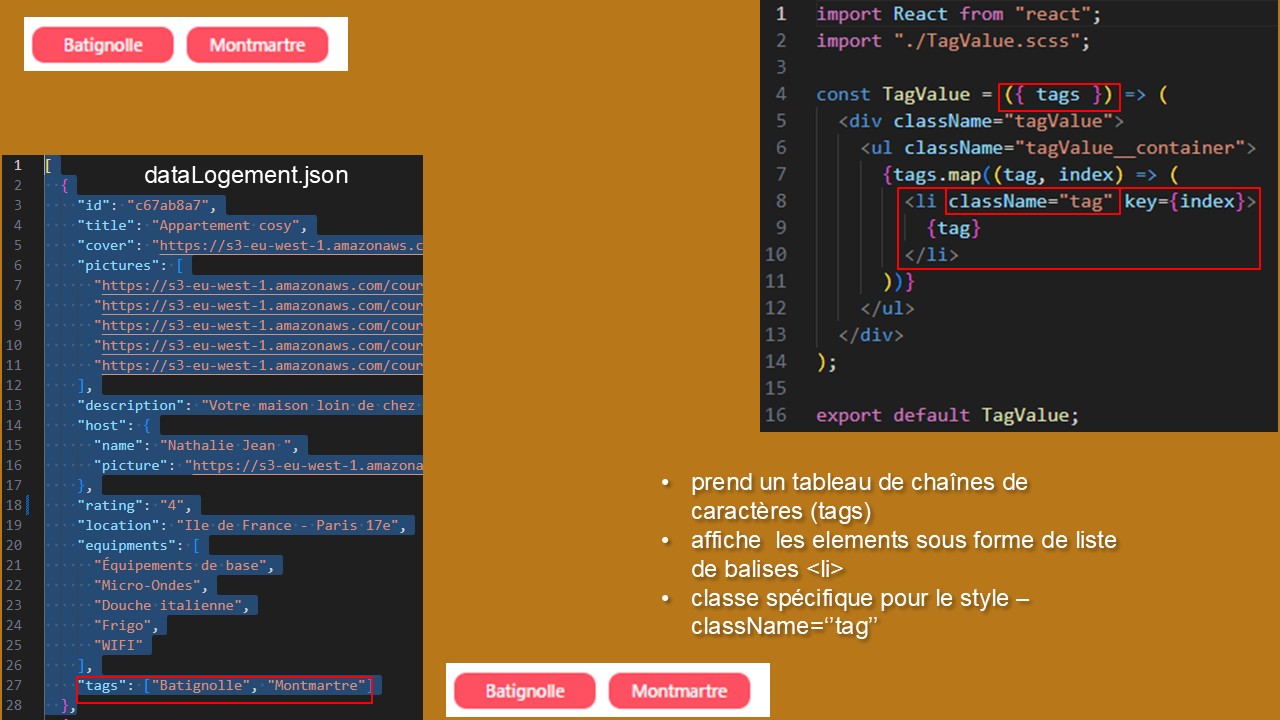 Batignolle Montmartre
dataLogement.json
1 [
2 {
3 "id": "c67ab8a7",
4 "title": "Appartement cosy",
5 "cover": "https://s3-eu-west-1.amazonaws.c
6 "pictures": [
7 "https://s3-eu-west-1.amazonaws.com/cour
8 "https://s3-eu-west-1.amazonaws.com/cour
9 "https://s3-eu-west-1.amazonaws.com/cour
10 "https://s3-eu-west-1.amazonaws.com/cour
11 "https://s3-eu-west-1.amazonaws.com/cour
12 ],
13 "description": "Votre maison loin de chez
14 "host": {
15 "name": "Nathalie Jean ",
16 "picture": "https://s3-eu-west-1.amazona
17 },
18 "rating": "4",
19 "location": "Ile de France - Paris 17e",
20 "equipments": [
21 "Équipements de base",
22 "Micro-Ondes",
23 "Douche italienne",
24 "Frigo",
25 "WIFI"
26 ],
27 "tags": ["Batignolle", "Montmartre"]
28 },
1 import React from "react";
2 import "./TagValue.scss";
3
4 const TagValue = ({ tags }) => (
5 <div className="tagValue">
6 <ul className="tagValue__container">
7 {tags.map((tag, index) => (
8 <li className="tag" key={index}>
9 {tag}
10 </li>
11 ))}
12 </ul>
13 </div>
14 );
15
16 export default TagValue;
• prend un tableau de chaînes de
caractères (tags)
• affiche les elements sous forme de liste
de balises <li>
• classe spécifique pour le style –
className=‘’tag’’
Batignolle Montmartre